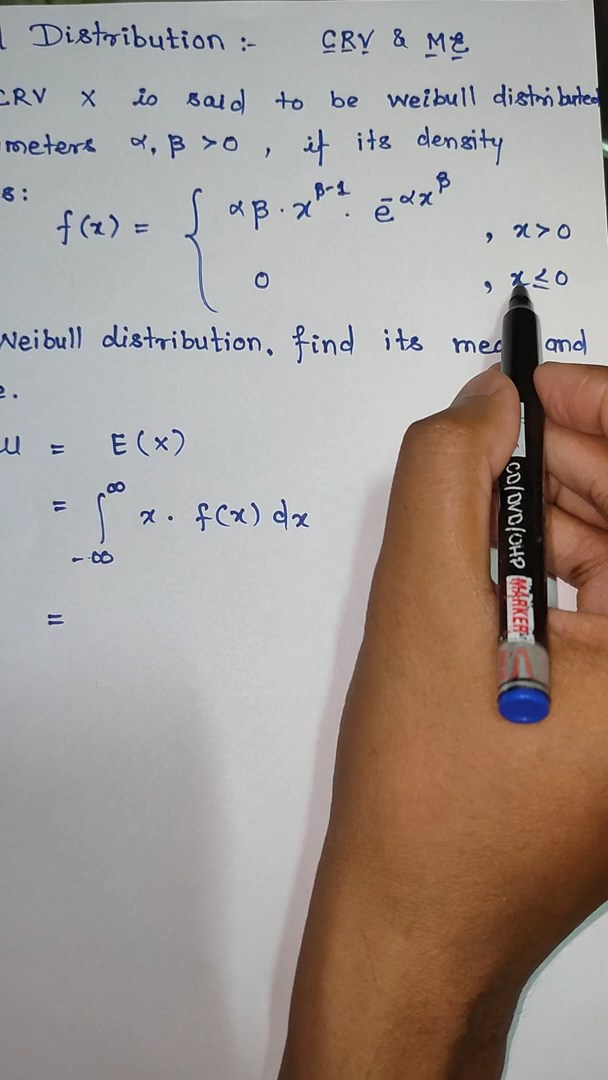 l Distribution :- CRV & ME
CRV X is said to be weibull distributed
meters α, β > 0 , if its density
s:
f(x) = { αβ · x^{β-1} · e^{-αx^β} , x > 0
0 , x ≤ 0
Weibull distribution. find its and
e.
μ = E(x)
= ∫_{-∞}^{∞} x · f(x) dx
=
CD/DVD/OHP MARKER